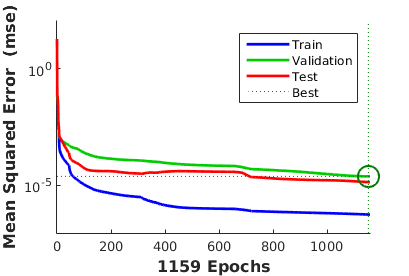 Mean Squared Error (mse)
10^0
10^-5
Train
Validation
Test
Best
0 200 400 600 800 1000
1159 Epochs